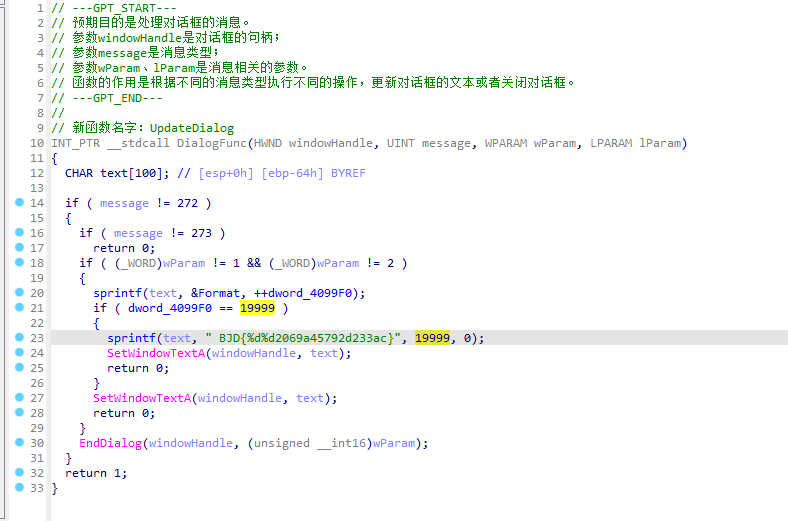 1 // ---GPT_START---
2 // 预期目的是处理对话框的消息。
3 // 参数windowHandle是对话框的句柄;
4 // 参数message是消息类型;
5 // 参数wParam、lParam是消息相关的参数。
6 // 函数的作用是根据不同的消息类型执行不同的操作，更新对话框的文本或者关闭对话框。
7 // ---GPT_END---
8 //
9 // 新函数名字: UpdateDialog
10 INT_PTR __stdcall DialogFunc(HWND windowHandle, UINT message, WPARAM wParam, LPARAM lParam)
11 {
12   CHAR text[100]; // [esp+0h] [ebp-64h] BYREF
13
14   if ( message != 272 )
15   {
16     if ( message != 273 )
17       return 0;
18     if ( (_WORD)wParam != 1 && (_WORD)wParam != 2 )
19     {
20       sprintf(text, &Format, ++dword_4099F0);
21       if ( dword_4099F0 == 19999 )
22       {
23         sprintf(text, " BJD{%d%d2069a45792d233ac}", 19999, 0);
24         SetWindowTextA(windowHandle, text);
25         return 0;
26       }
27       SetWindowTextA(windowHandle, text);
28       return 0;
29     }
30     EndDialog(windowHandle, (unsigned __int16)wParam);
31   }
32   return 1;
33 }